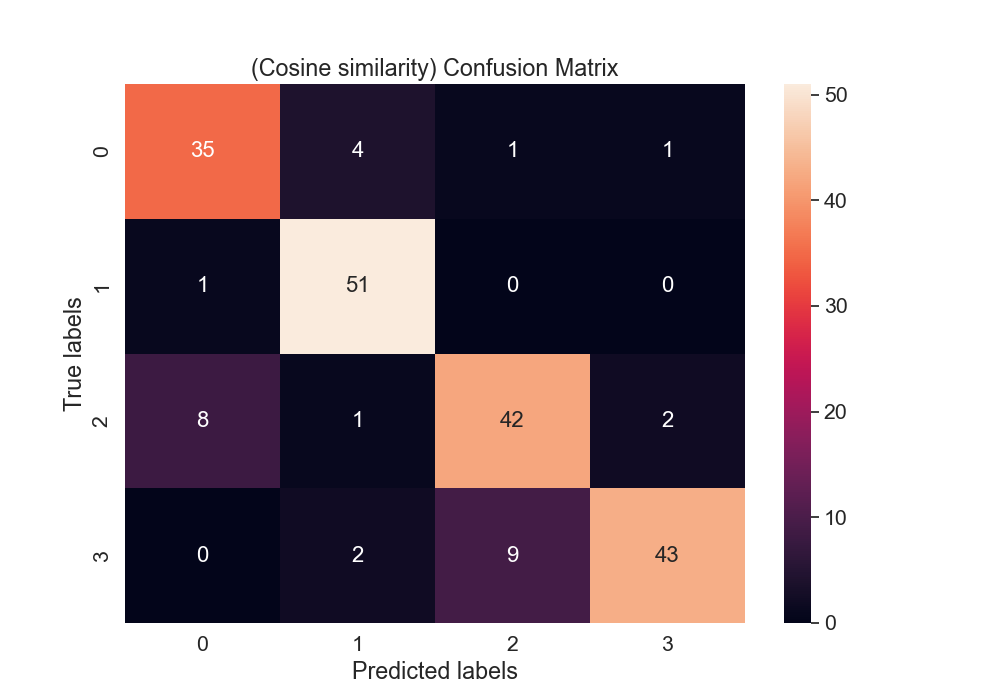 (Cosine similarity) Confusion Matrix
0 35 4 1 1
1 1 51 0 0
2 8 1 42 2
3 0 2 9 43
0 1 2 3
Predicted labels
True labels
50
40
30
20
10
0